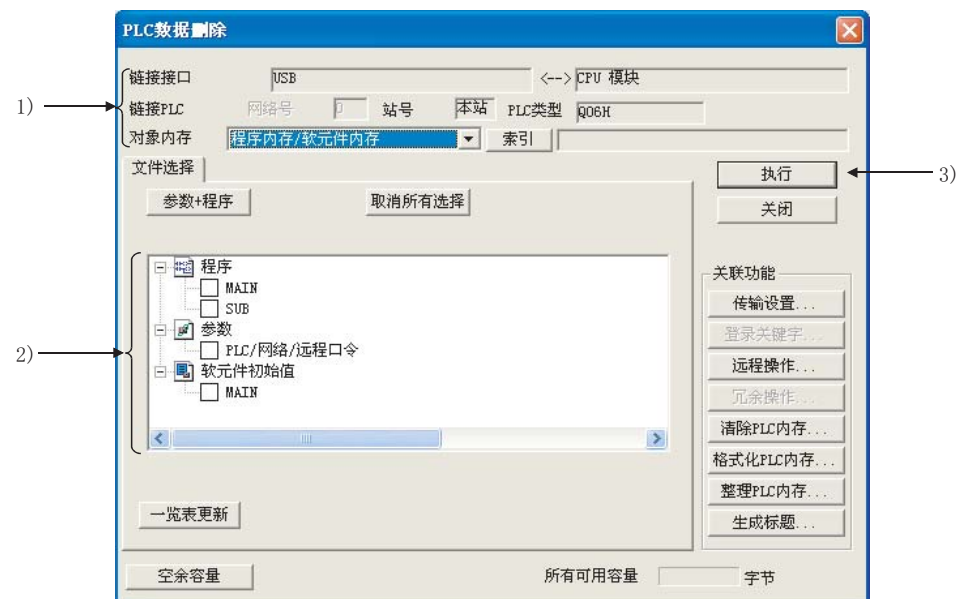 PLC数据删除
1)
链接接口 USB <--> CPU 模块
链接PLC 网络号 0 站号 本站 PLC类型 Q06H
对象内存 程序内存/软元件内存 索引
文件选择
参数+程序 取消所有选择
执行
3)
关闭
2)
程序
MAIN
SUB
参数
PLC/网络/远程口令
软元件初始值
MAIN
关联功能
传输设置...
登录关键字...
远程操作...
冗余操作...
清除PLC内存...
格式化PLC内存...
整理PLC内存...
生成标题...
一览表更新
空余容量 所有可用容量 字节